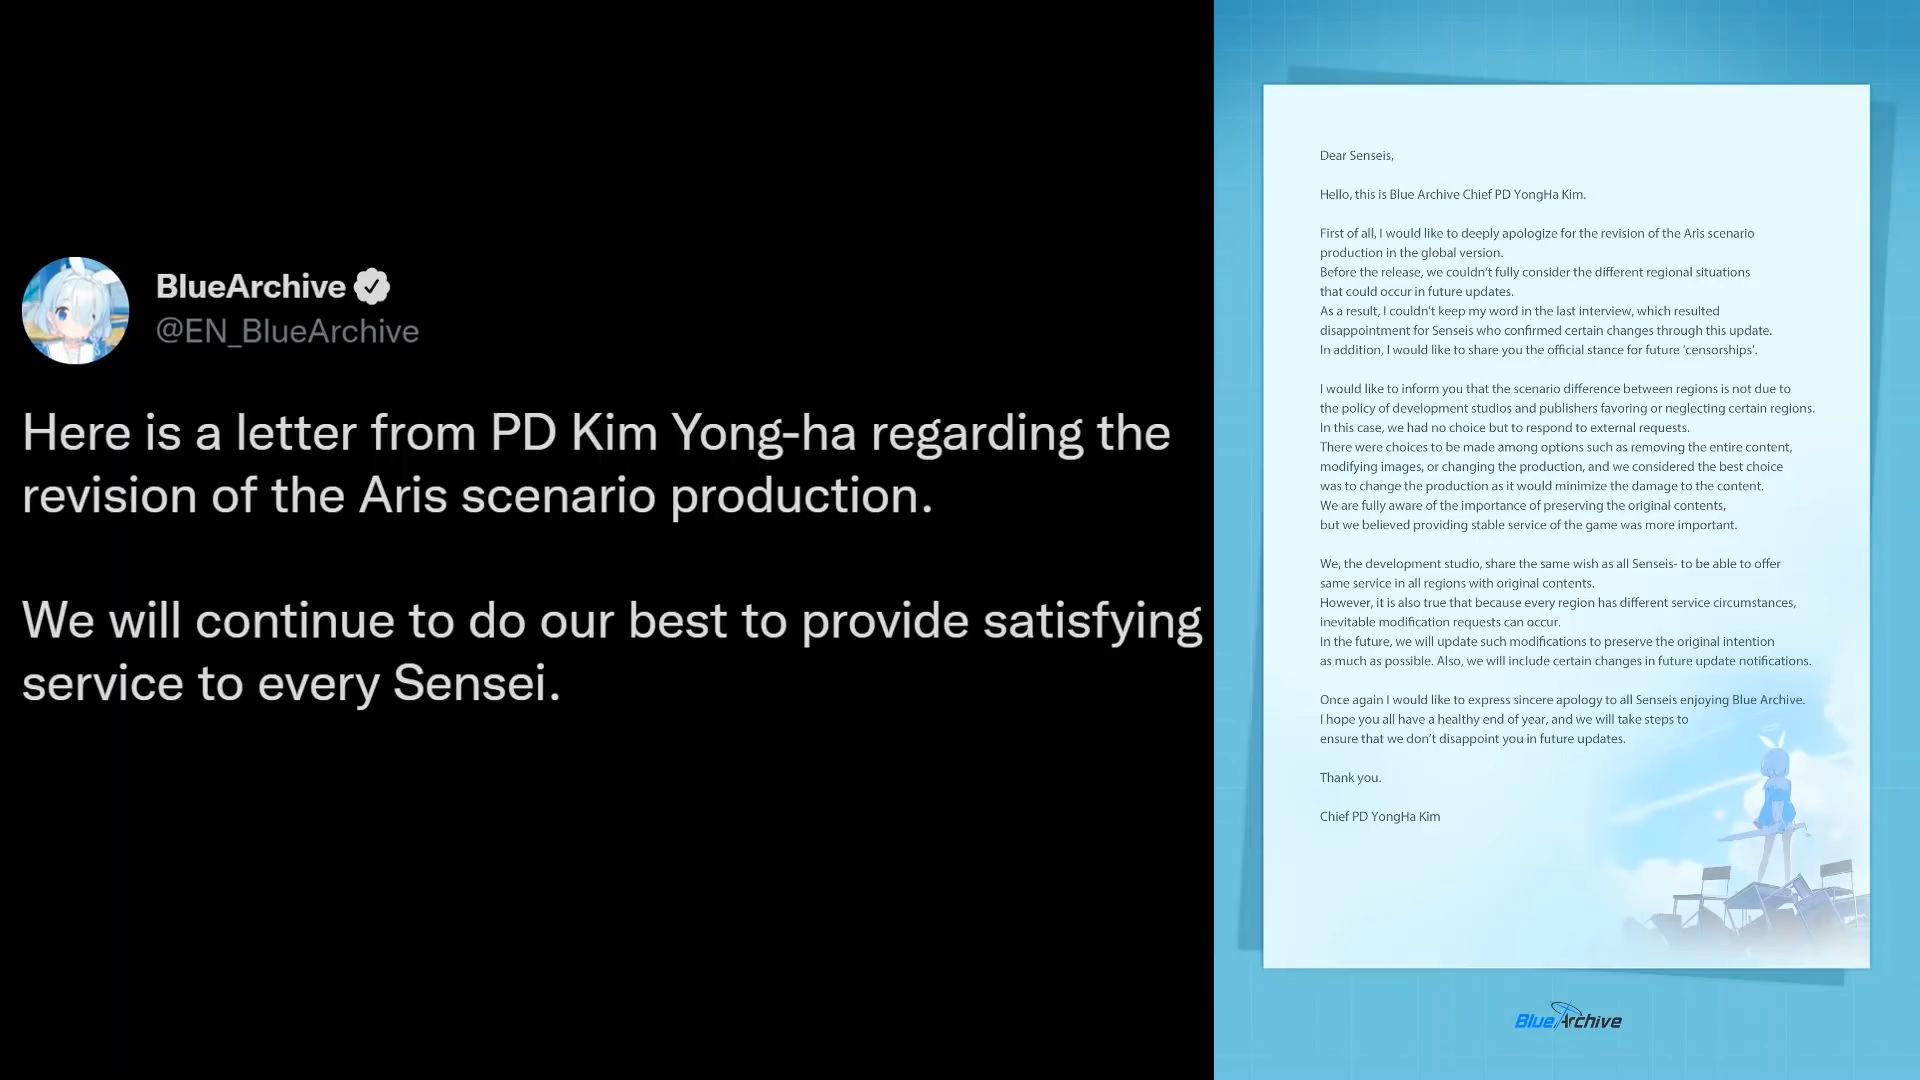 BlueArchive
@EN_BlueArchive
Here is a letter from PD Kim Yong-ha regarding the
revision of the Aris scenario production.
We will continue to do our best to provide satisfying
service to every Sensei.
Dear Senseis,
Hello, this is Blue Archive Chief PD YongHa Kim.
First of all, I would like to deeply apologize for the revision of the Aris scenario
production in the global version.
Before the release, we couldn't fully consider the different regional situations
that could occur in future updates.
As a result, I couldn't keep my word in the last interview, which resulted
disappointment for Senseis who confirmed certain changes through this update.
In addition, I would like to share you the official stance for future 'censorships'.
I would like to inform you that the scenario difference between regions is not due to
the policy of development studios and publishers favoring or neglecting certain regions.
In this case, we had no choice but to respond to external requests.
There were choices to be made among options such as removing the entire content,
modifying images, or changing the production, and we considered the best choice
was to change the production as it would minimize the damage to the content.
We are fully aware of the importance of preserving the original contents,
but we believed providing stable service of the game was more important.
We, the development studio, share the same wish as all Senseis- to be able to offer
same service in all regions with original contents.
However, it is also true that because every region has different service circumstances,
inevitable modification requests can occur.
In the future, we will update such modifications to preserve the original intention
as much as possible. Also, we will include certain changes in future update notifications.
Once again I would like to express sincere apology to all Senseis enjoying Blue Archive.
I hope you all have a healthy end of year, and we will take steps to
ensure that we don't disappoint you in future updates.
Thank you.
Chief PD YongHa Kim
BlueArchive